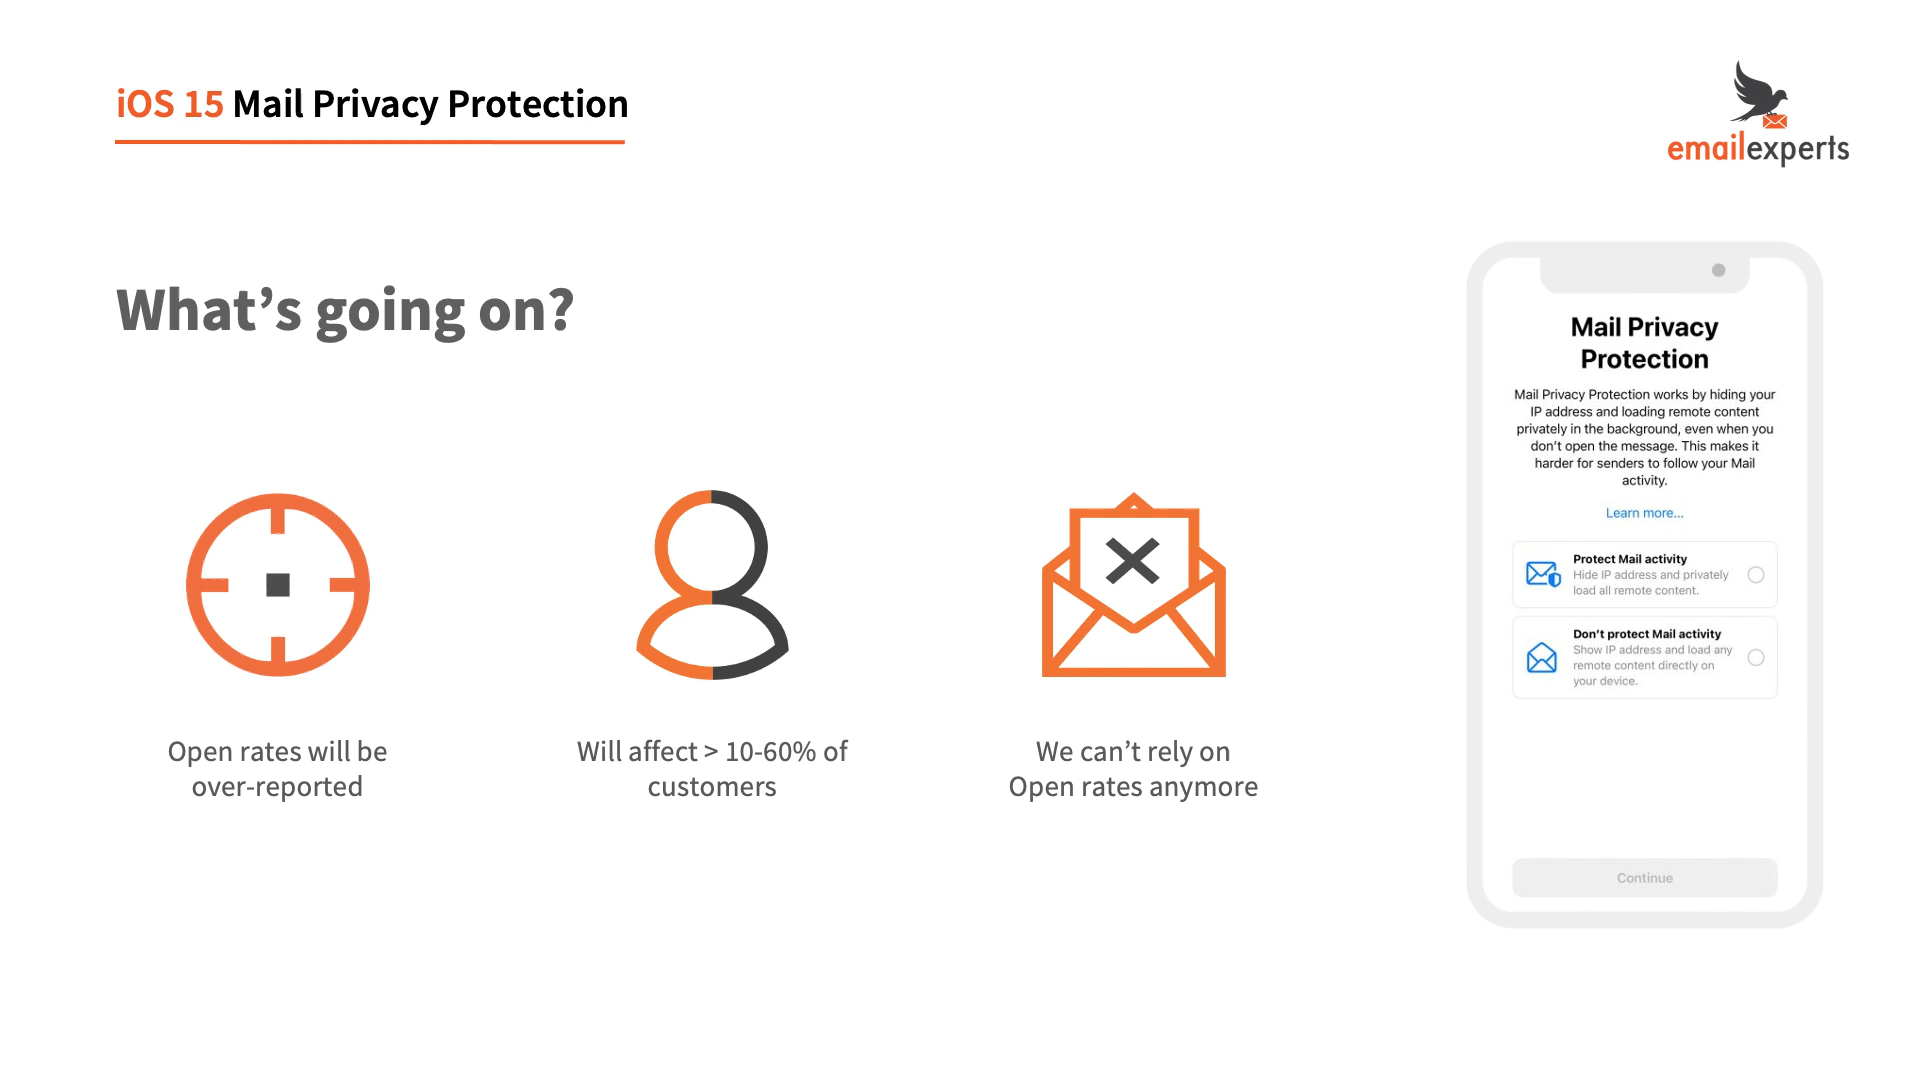 iOS 15 Mail Privacy Protection
emailexperts
What’s going on?
Open rates will be
over-reported
Will affect > 10-60% of
customers
We can’t rely on
Open rates anymore
Mail Privacy
Protection
Mail Privacy Protection works by hiding your
IP address and loading remote content
privately in the background, even when you
don’t open the message. This makes it
harder for senders to follow your Mail
activity.
Learn more...
Protect Mail activity
Hide IP address and privately
load all remote content.
Don’t protect Mail activity
Show IP address and load any
remote content directly on
your device.
Continue